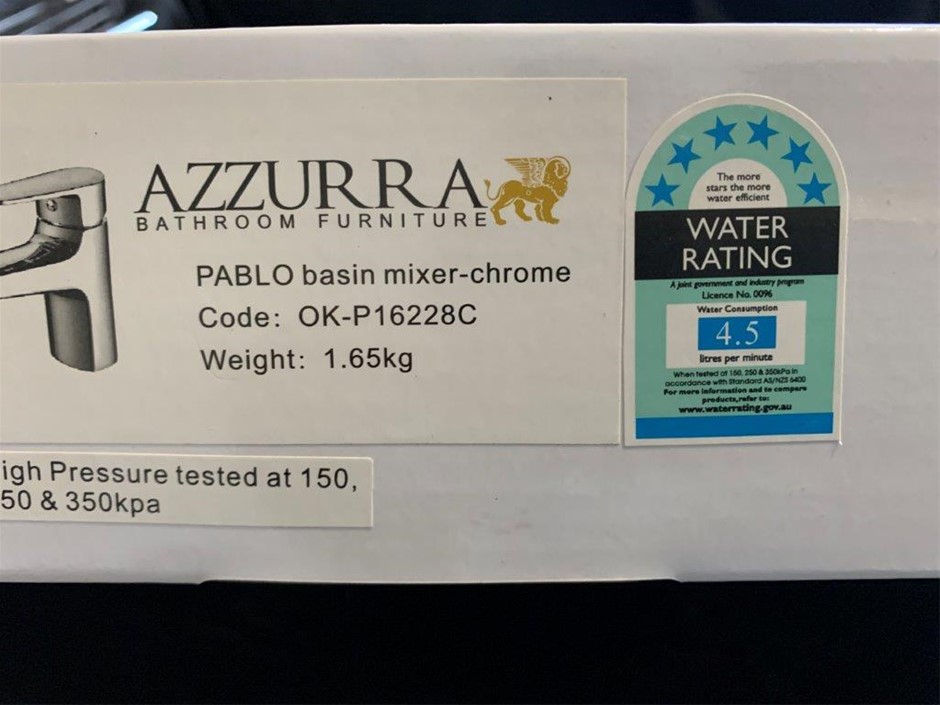 AZZURRA
BATHROOM FURNITURE
PABLO basin mixer-chrome
Code: OK-P16228C
Weight: 1.65kg
igh Pressure tested at 150,
50 & 350kpa
The more
stars the more
water efficient
WATER
RATING
A joint government and industry program
Licence No. 0096
Water Consumption
4.5
litres per minute
When tested at 150, 250 & 350kPa in
accordance with Standard AS/NZS 6400
For more information and to compare
products,refer to:
www.waterrating.gov.au